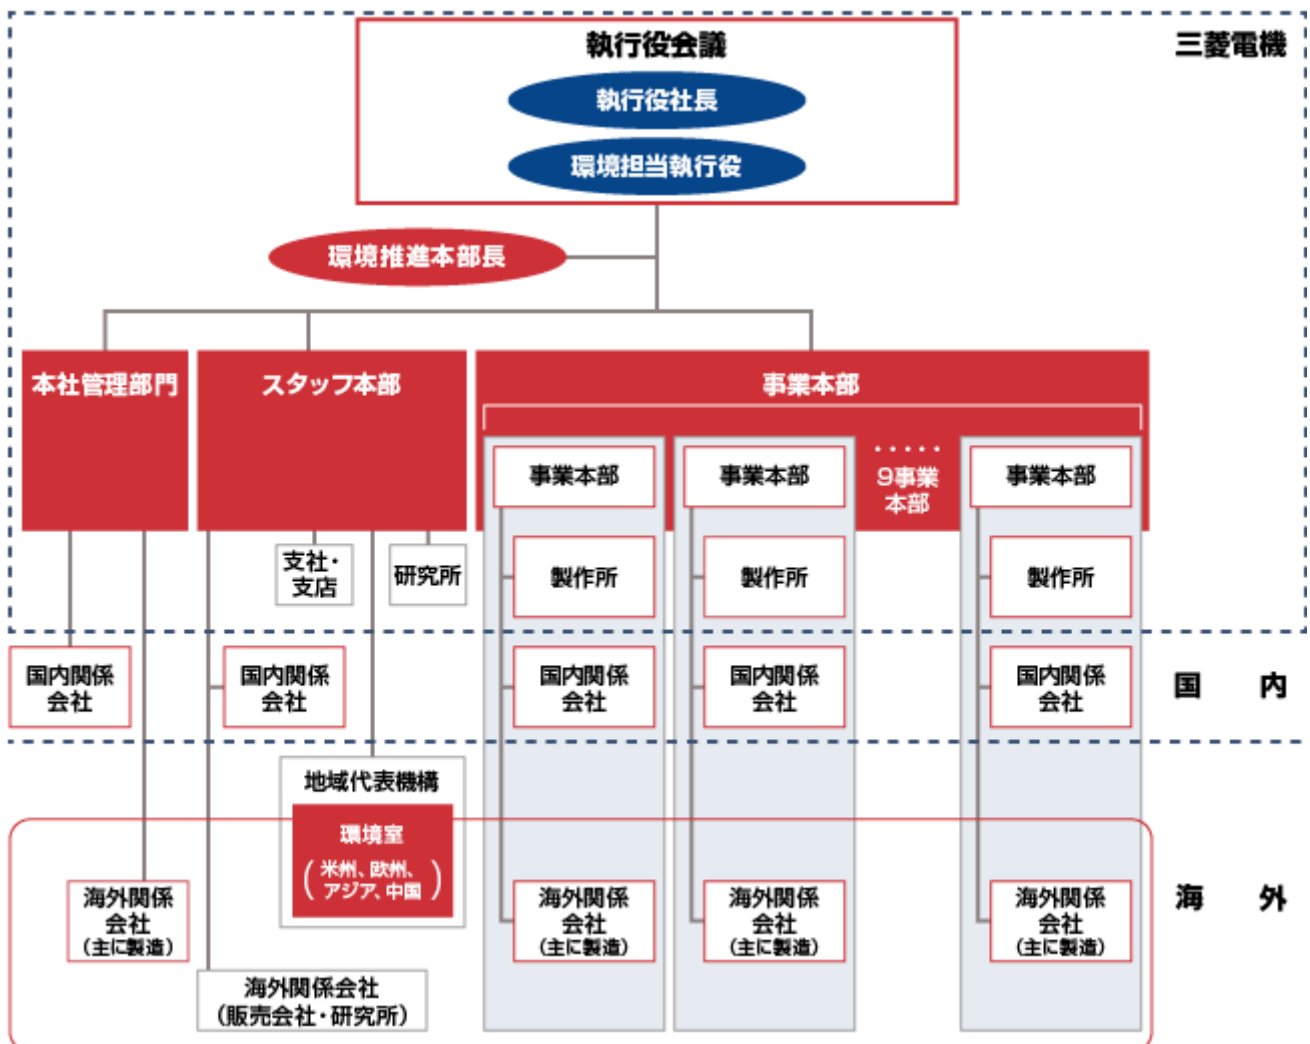 執行役会議
三菱電機
執行役社長
環境担当執行役
環境推進本部長
本社管理部門
スタッフ本部
事業本部
事業本部
事業本部
・・・・・
9事業
本部
事業本部
支社・
支店
研究所
製作所
製作所
製作所
国内関係
会社
国内関係
会社
国内関係
会社
国内関係
会社
国内関係
会社
国 内
地域代表機構
環境室
(米州、欧州、
アジア、中国)
海外関係
会社
(主に製造)
海外関係
会社
(主に製造)
海外関係
会社
(主に製造)
海外関係
会社
(主に製造)
海 外
海外関係会社
(販売会社・研究所)